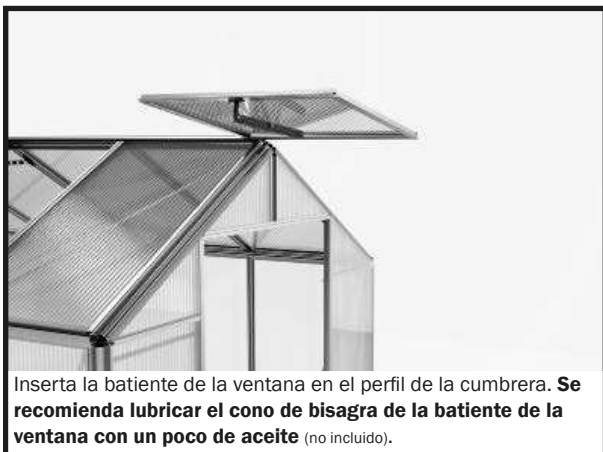 Inserta la batiente de la ventana en el perfil de la cumbrera. Se
recomienda lubricar el cono de bisagra de la batiente de la
ventana con un poco de aceite (no incluido).